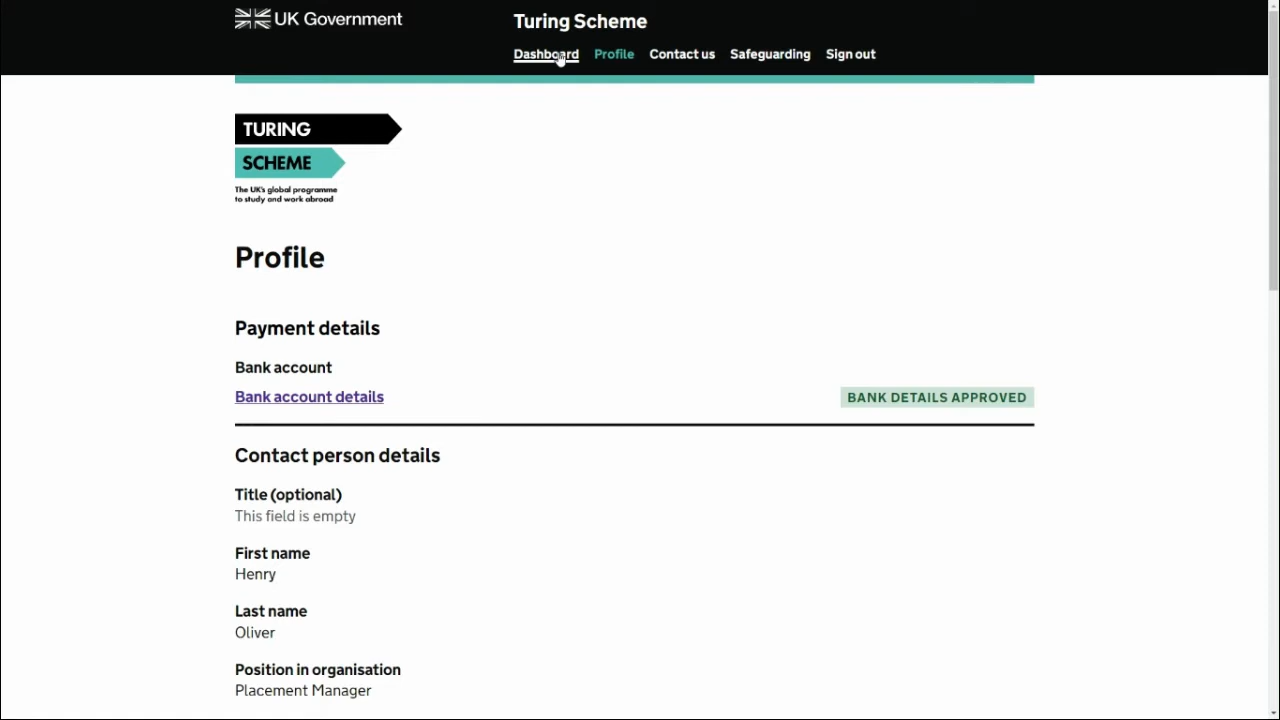 UK Government
Turing Scheme
Dashboard Profile Contact us Safeguarding Sign out
TURING
SCHEME
The UK's global programme
to study and work abroad
Profile
Payment details
Bank account
Bank account details BANK DETAILS APPROVED
Contact person details
Title (optional)
This field is empty
First name
Henry
Last name
Oliver
Position in organisation
Placement Manager